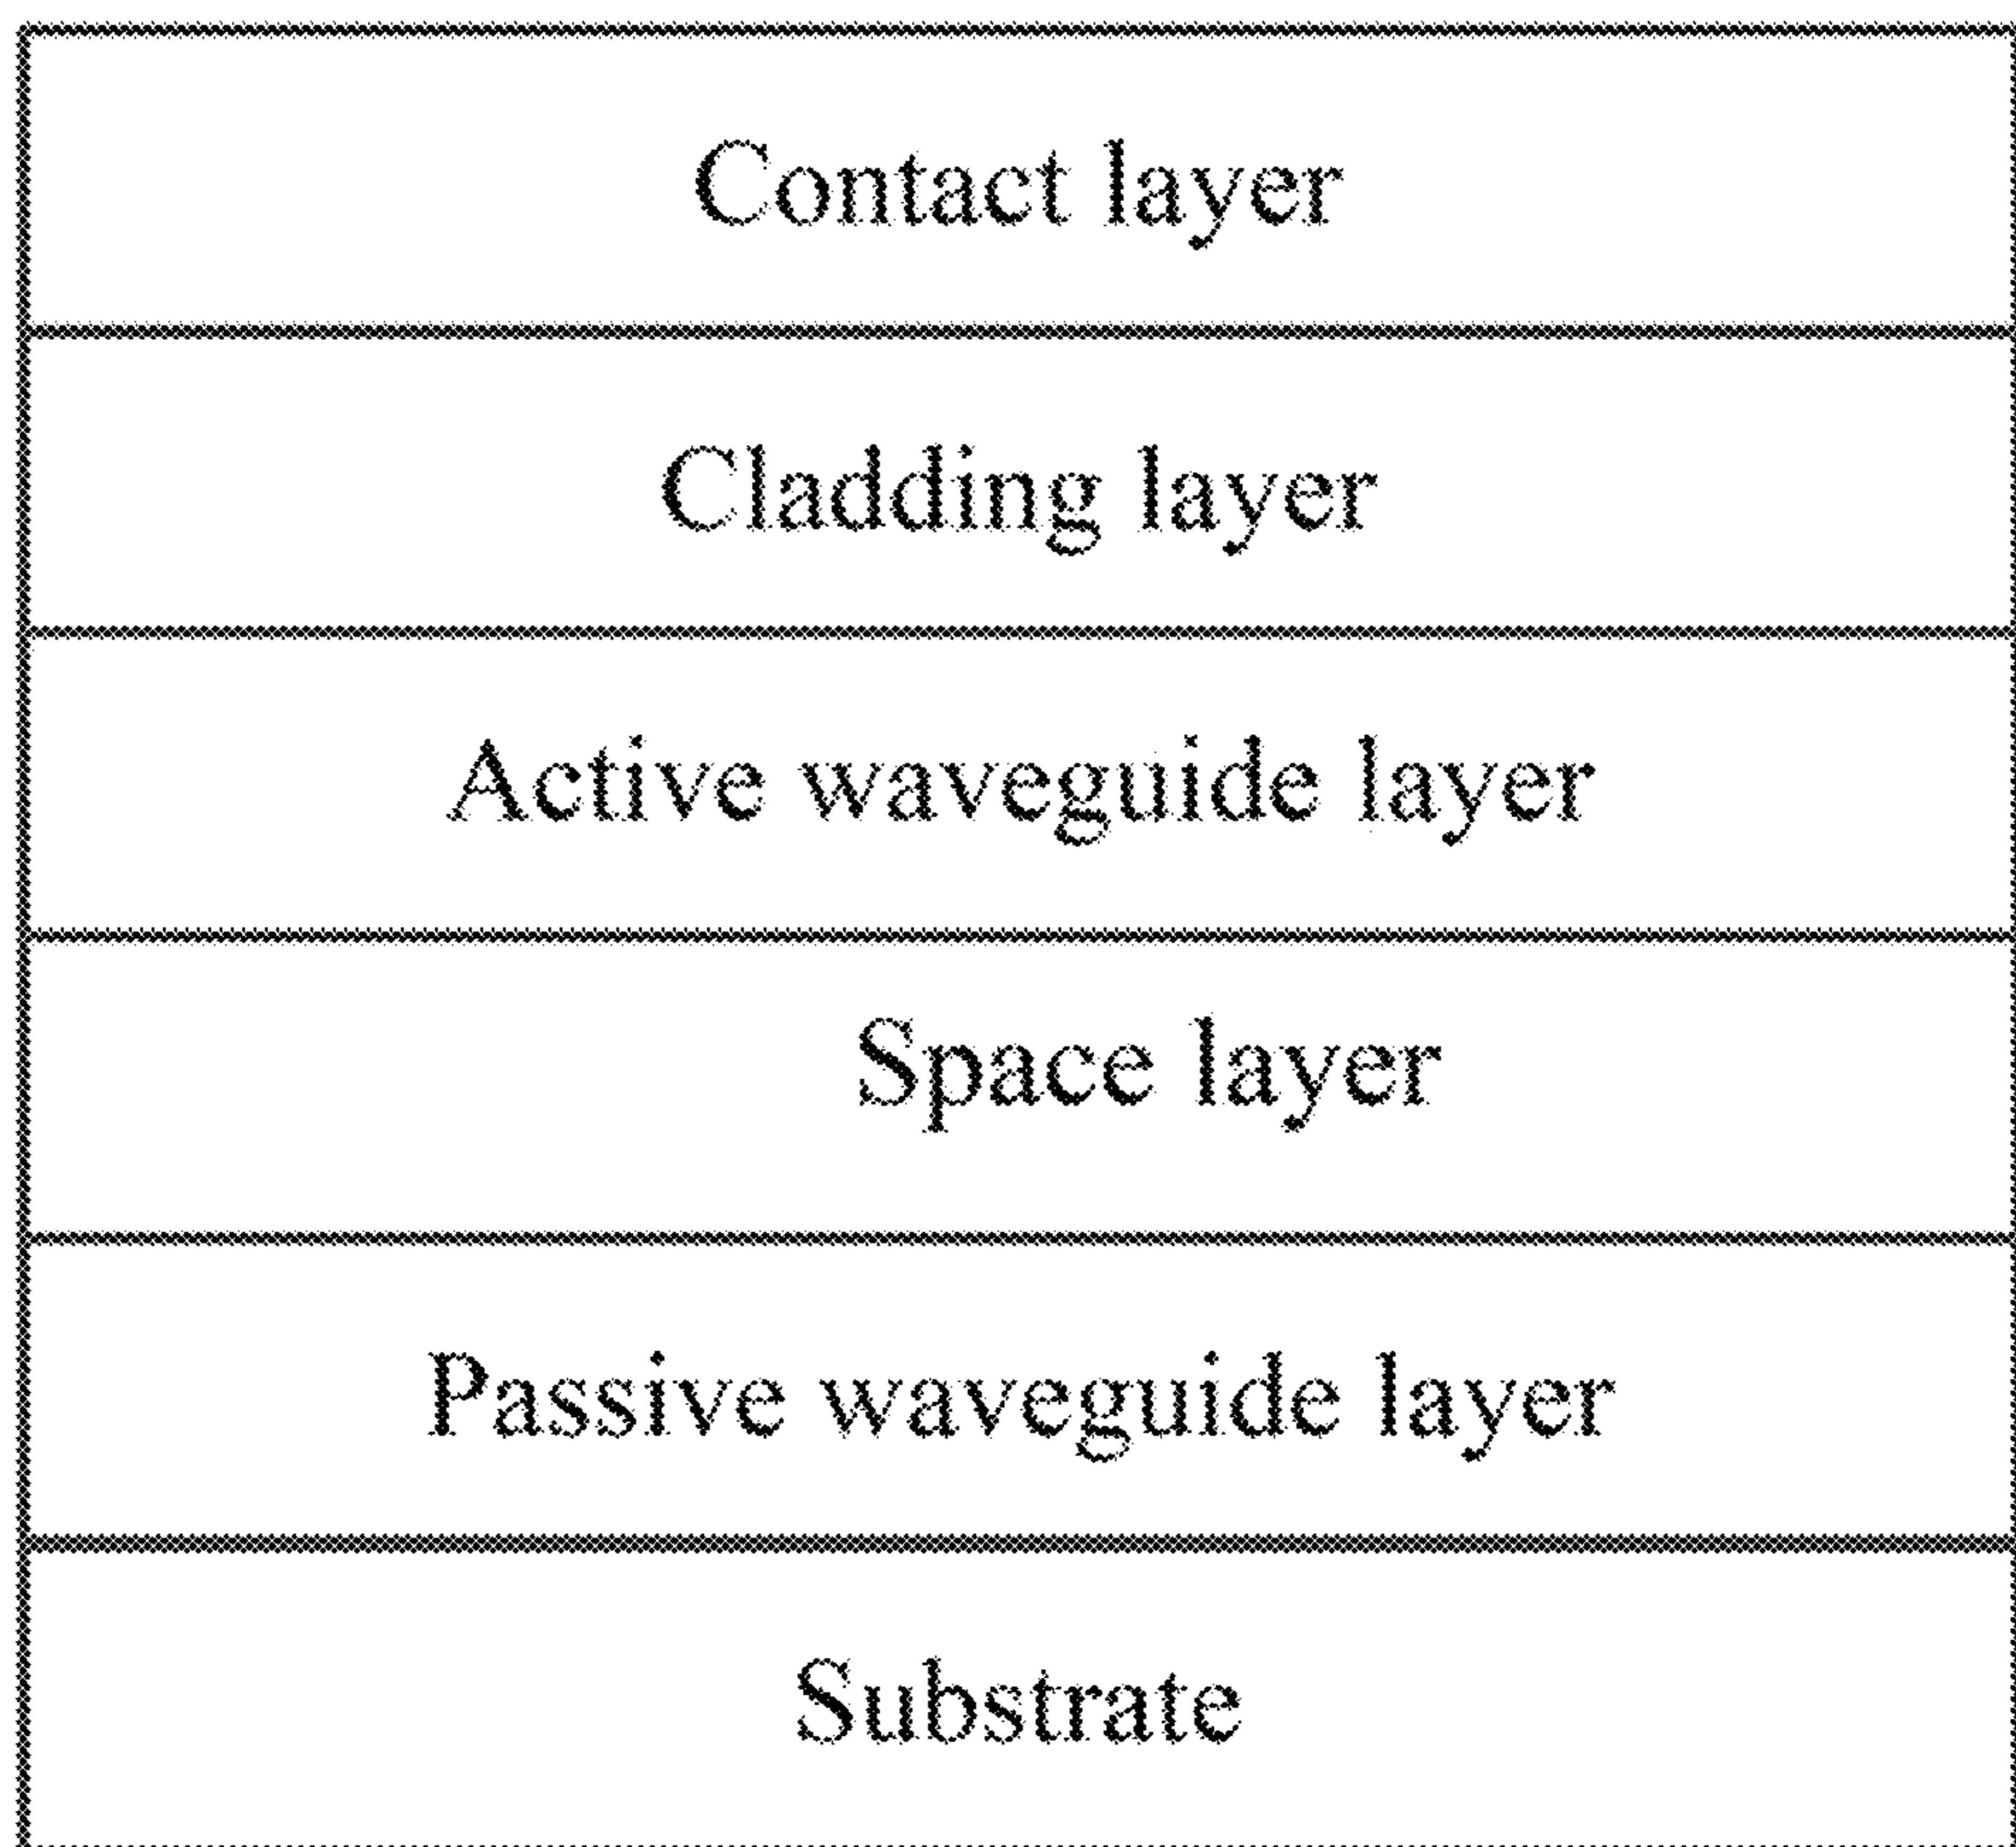 Contact layer
Cladding layer
Active waveguide layer
Space layer
Passive waveguide layer
Substrate